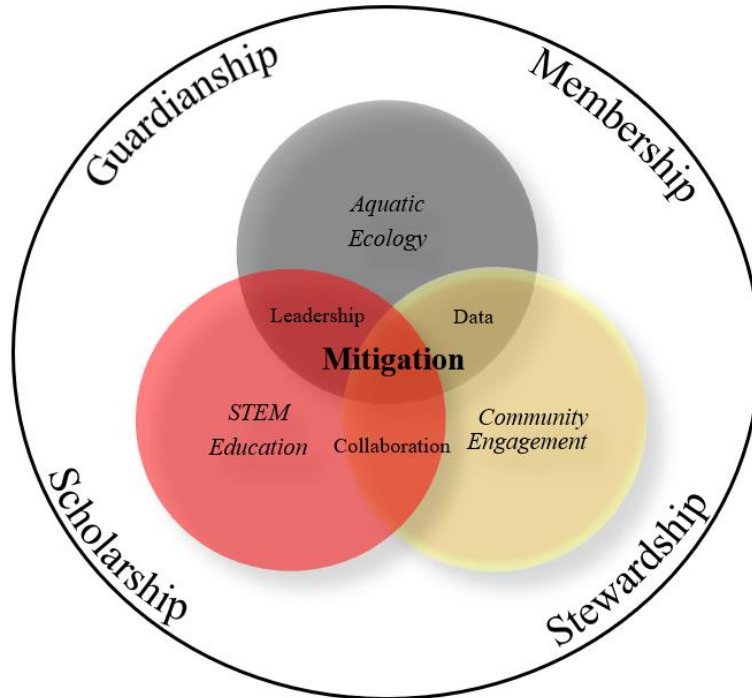 Guardianship
Membership
Aquatic
Ecology
Leadership
Data
Mitigation
STEM
Education
Community
Engagement
Collaboration
Scholarship
Stewardship